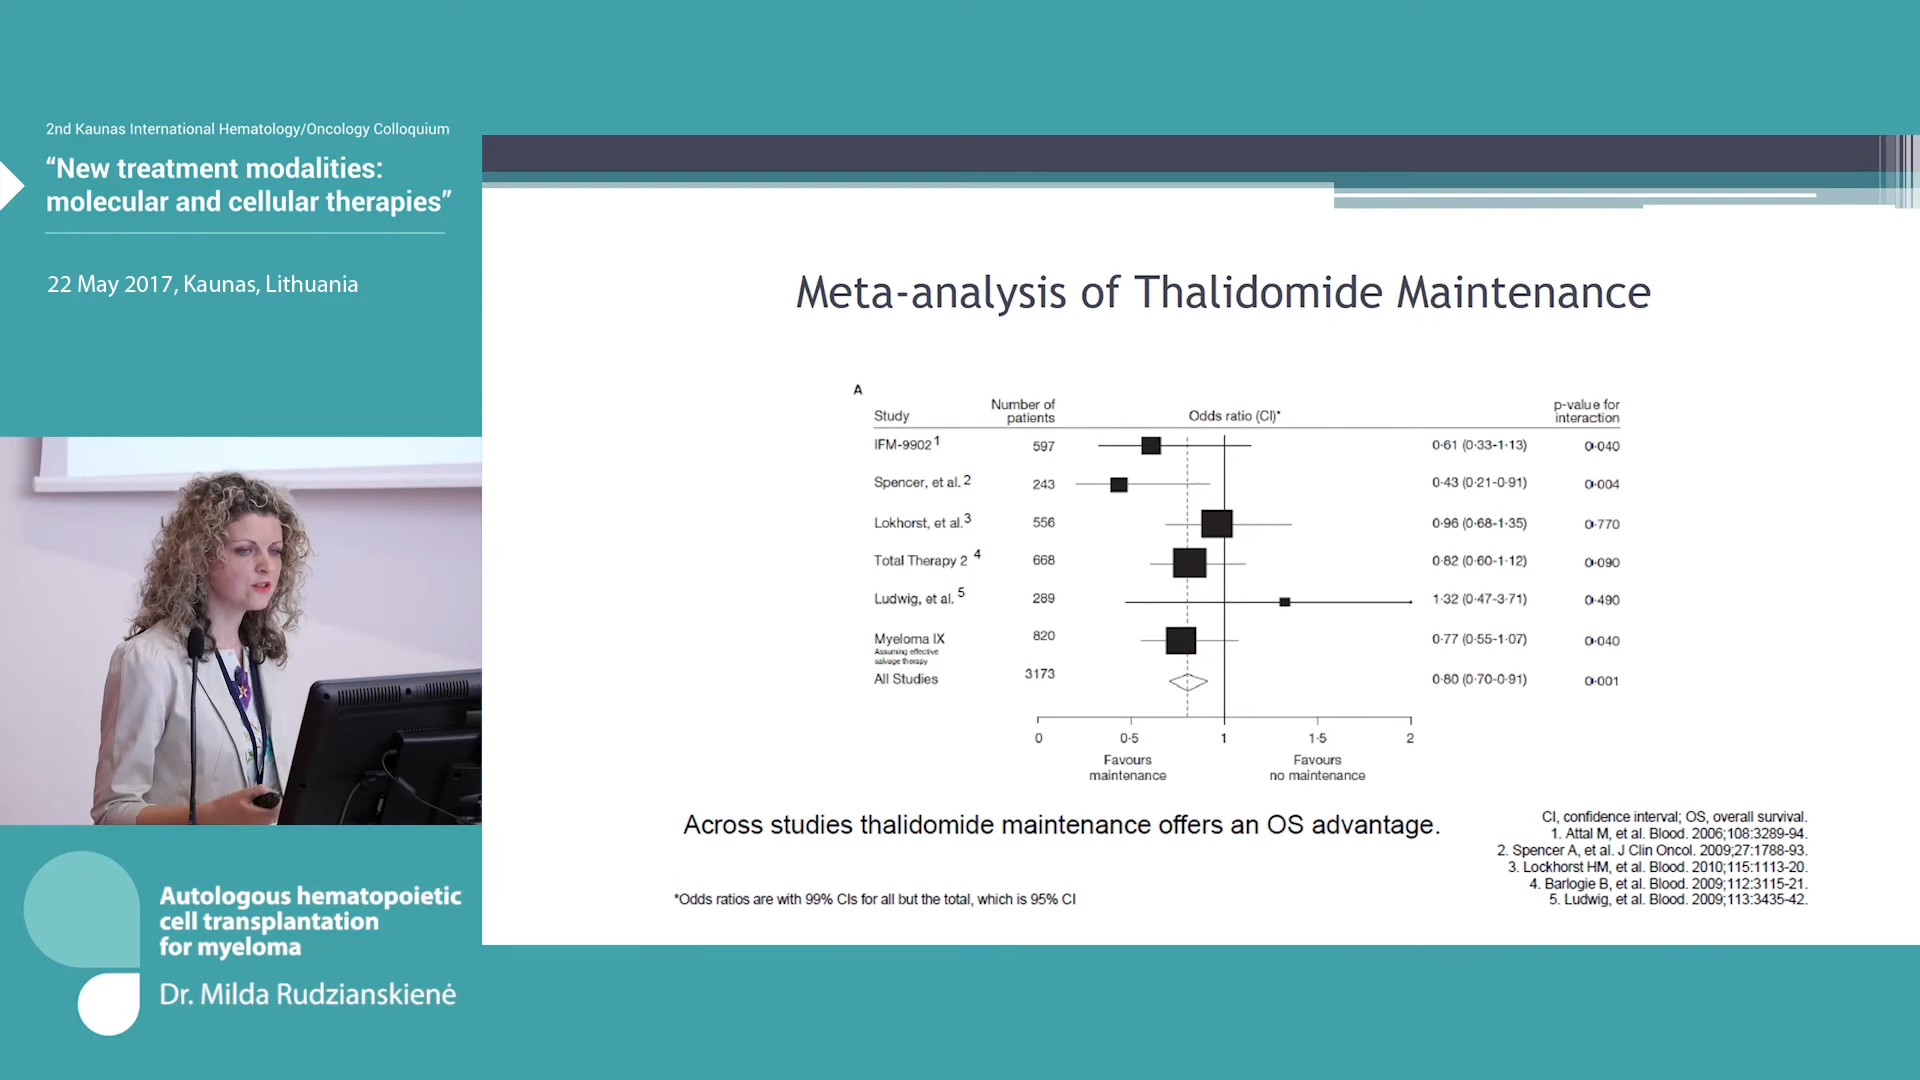 2nd Kaunas International Hematology/Oncology Colloquium
“New treatment modalities:
molecular and cellular therapies”
22 May 2017, Kaunas, Lithuania
Meta-analysis of Thalidomide Maintenance
A
Study Number of patients Odds ratio (CI)* p-value for interaction
IFM-9902 1 597 0·61 (0·33-1·13) 0·040
Spencer, et al. 2 243 0·43 (0·21-0·91) 0·004
Lokhorst, et al. 3 556 0·96 (0·68-1·35) 0·770
Total Therapy 2 4 668 0·82 (0·60-1·12) 0·090
Ludwig, et al. 5 289 1·32 (0·47-3·71) 0·490
Myeloma IX 820 0·77 (0·55-1·07) 0·040
Assuming effective
salvage therapy
All Studies 3173 0·80 (0·70-0·91) 0·001
0 0·5 1 1·5 2
Favours maintenance Favours no maintenance
Across studies thalidomide maintenance offers an OS advantage.
CI, confidence interval; OS, overall survival.
1. Attal M, et al. Blood. 2006;108:3289-94.
2. Spencer A, et al. J Clin Oncol. 2009;27:1788-93.
3. Lockhorst HM, et al. Blood. 2010;115:1113-20.
4. Barlogie B, et al. Blood. 2009;112:3115-21.
5. Ludwig, et al. Blood. 2009;113:3435-42.
*Odds ratios are with 99% CIs for all but the total, which is 95% CI
Autologous hematopoietic
cell transplantation
for myeloma
Dr. Milda Rudzianskienė